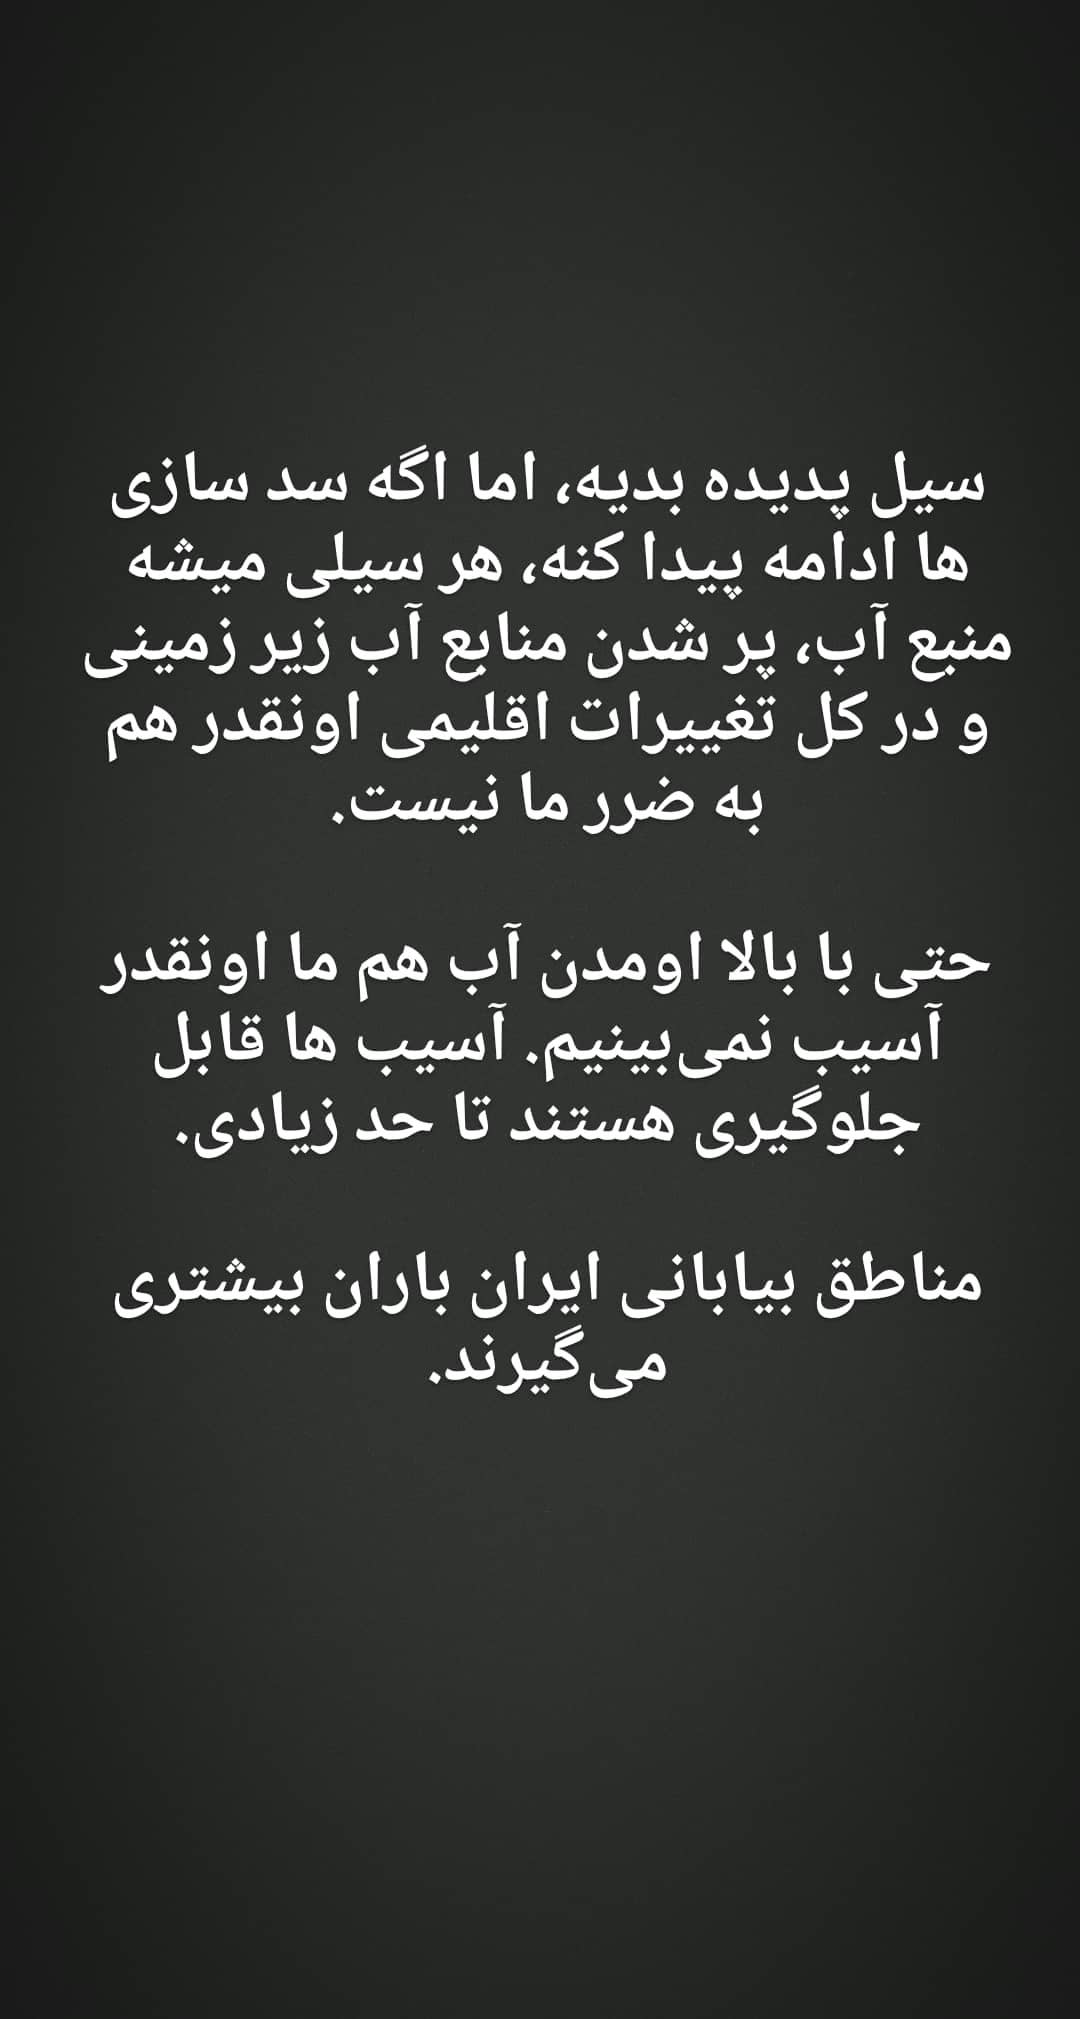 سیل پدیده بدیه، اما اگه سد سازی
ها ادامه پیدا کنه، هر سیلی میشه
منبع آب، پر شدن منابع آب زیر زمینی
و در کل تغییرات اقلیمی اونقدر هم
به ضرر ما نیست.
حتی با بالا اومدن آب هم ما اونقدر
آسیب نمی‌بینیم. آسیب ها قابل
جلوگیری هستند تا حد زیادی.
مناطق بیابانی ایران باران بیشتری
می‌گیرند.